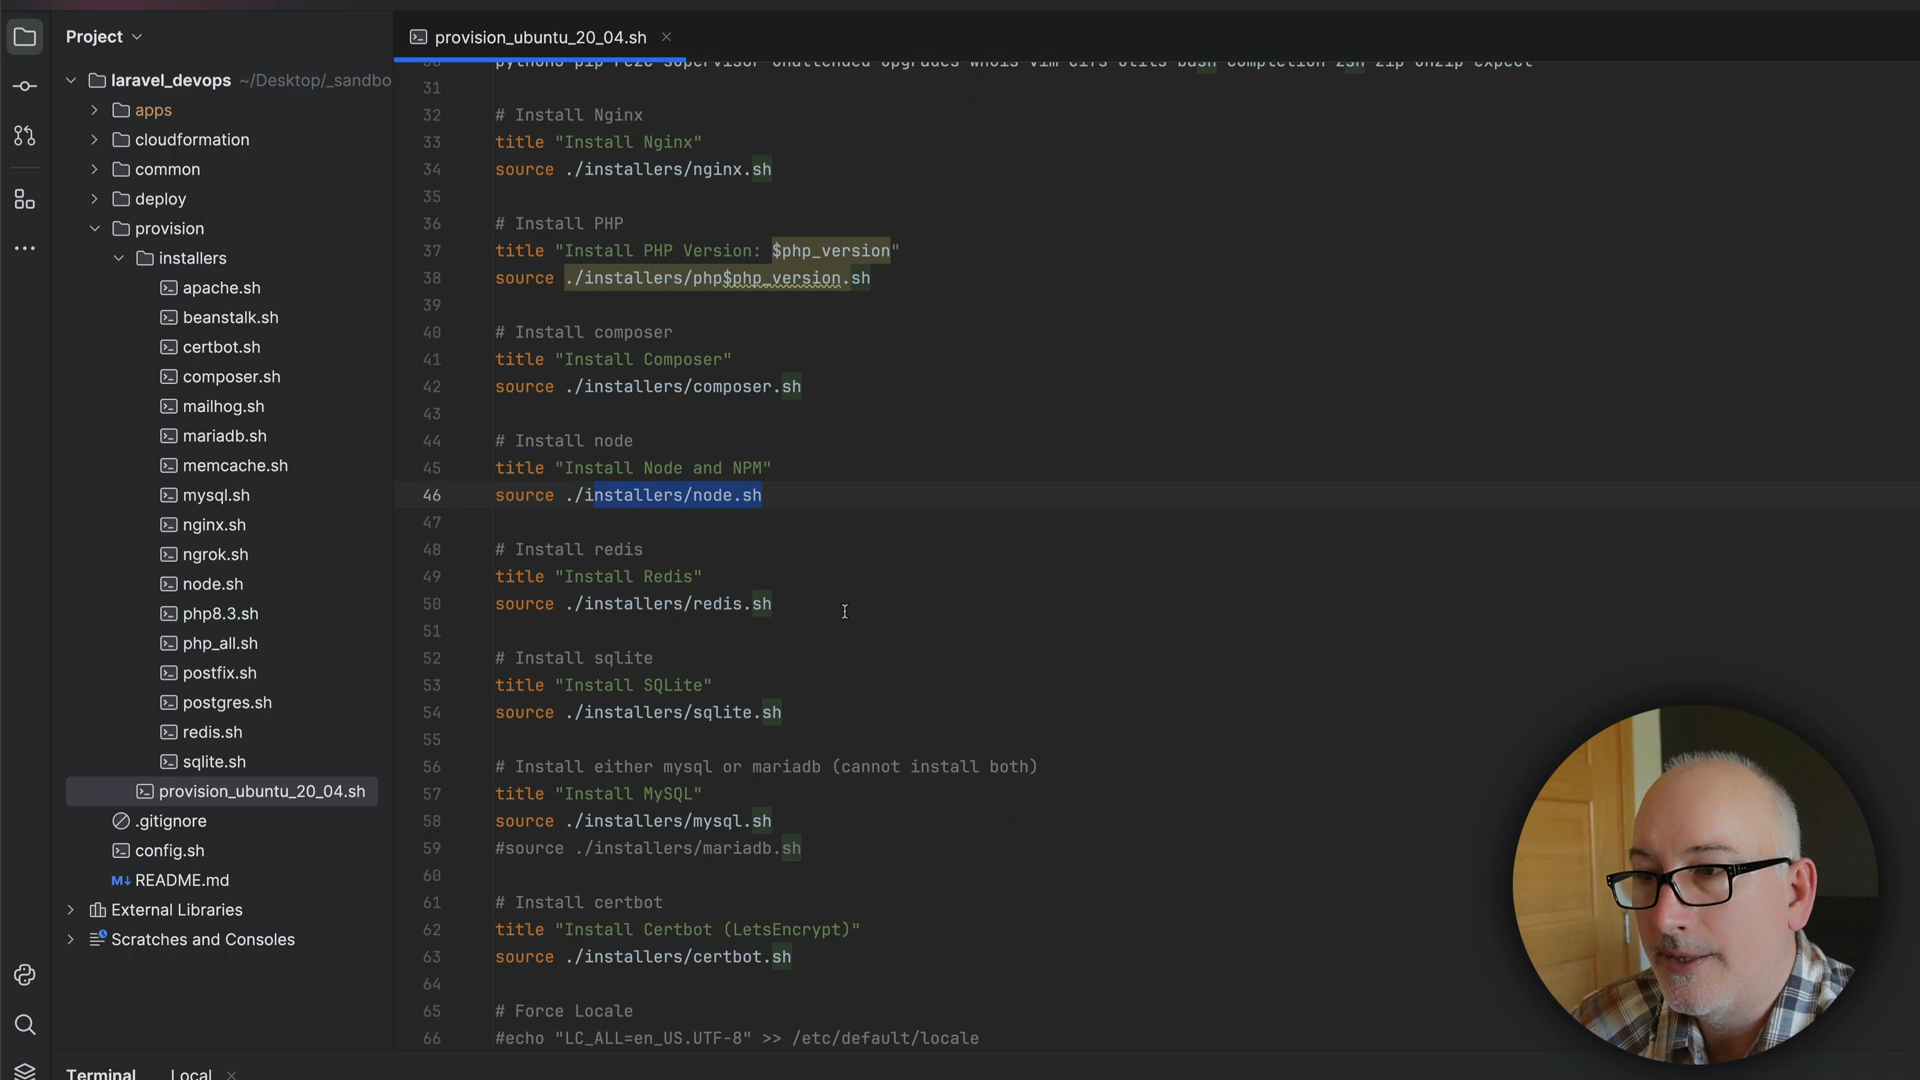 Project
laravel_devops ~/Desktop/_sandbo
apps
cloudformation
common
deploy
provision
installers
apache.sh
beanstalk.sh
certbot.sh
composer.sh
mailhog.sh
mariadb.sh
memcache.sh
mysql.sh
nginx.sh
ngrok.sh
node.sh
php8.3.sh
php_all.sh
postfix.sh
postgres.sh
redis.sh
sqlite.sh
provision_ubuntu_20_04.sh
.gitignore
config.sh
M↓ README.md
External Libraries
Scratches and Consoles
provision_ubuntu_20_04.sh
31
32 # Install Nginx
33 title "Install Nginx"
34 source ./installers/nginx.sh
35
36 # Install PHP
37 title "Install PHP Version: $php_version"
38 source ./installers/php$php_version.sh
39
40 # Install composer
41 title "Install Composer"
42 source ./installers/composer.sh
43
44 # Install node
45 title "Install Node and NPM"
46 source ./installers/node.sh
47
48 # Install redis
49 title "Install Redis"
50 source ./installers/redis.sh
51
52 # Install sqlite
53 title "Install SQLite"
54 source ./installers/sqlite.sh
55
56 # Install either mysql or mariadb (cannot install both)
57 title "Install MySQL"
58 source ./installers/mysql.sh
59 #source ./installers/mariadb.sh
60
61 # Install certbot
62 title "Install Certbot (LetsEncrypt)"
63 source ./installers/certbot.sh
64
65 # Force Locale
66 #echo "LC_ALL=en_US.UTF-8" >> /etc/default/locale
Terminal Local